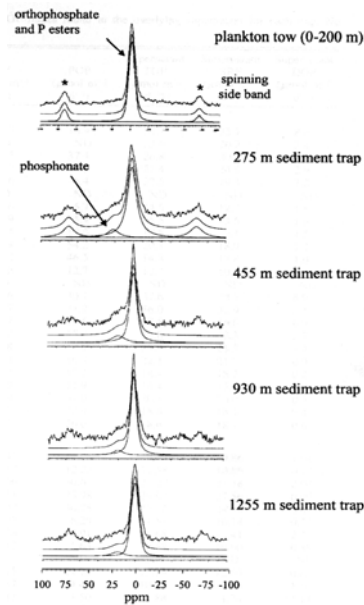 orthophosphate
and P esters
plankton tow (0-200 m)
*
*
spinning
side band
275 m sediment trap
phosphonate
455 m sediment trap
930 m sediment trap
1255 m sediment trap
100 75 50 25 0 -25 -50 -75 -100
ppm